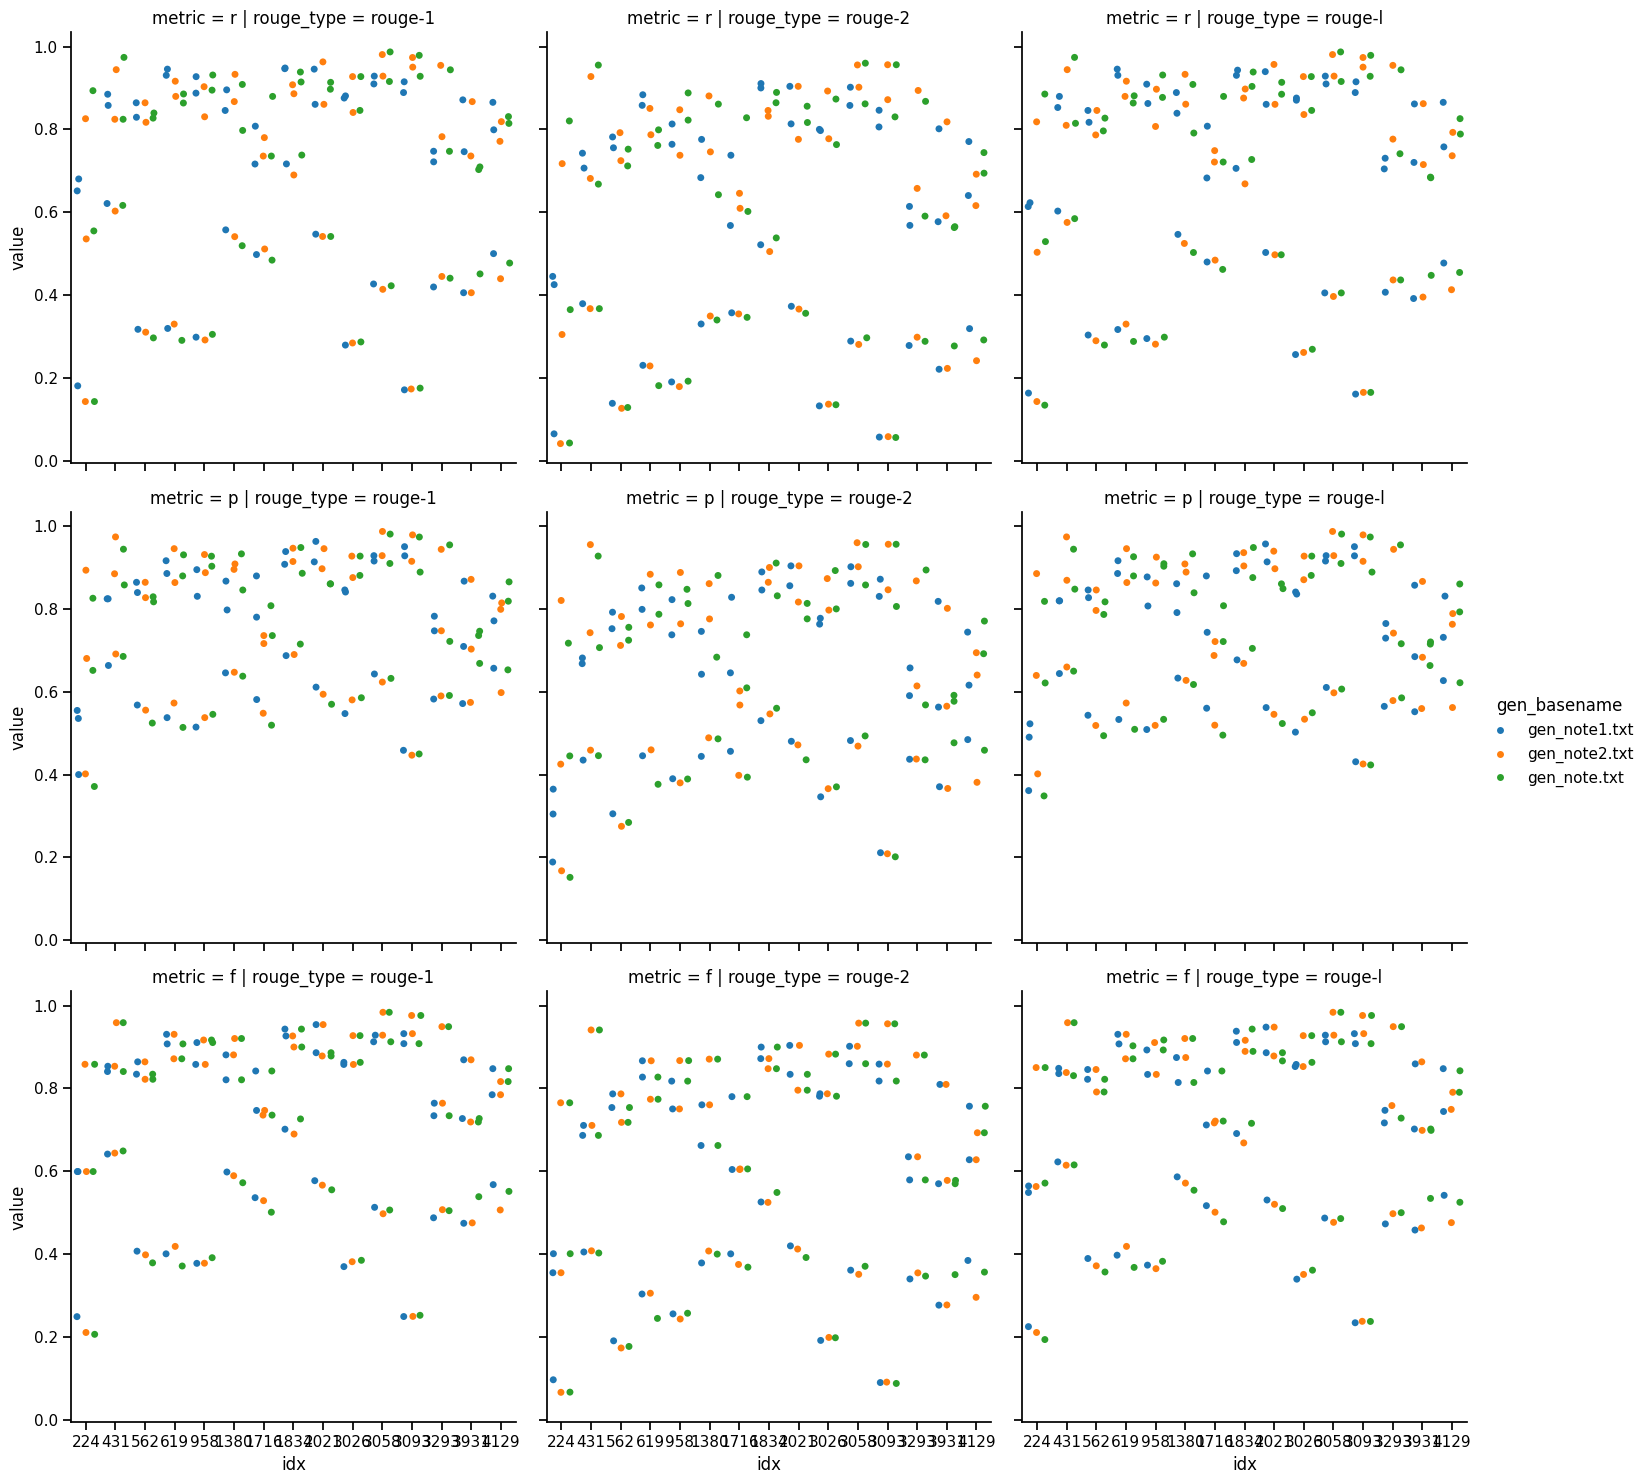 metric = r | rouge_type = rouge-1
metric = r | rouge_type = rouge-2
metric = r | rouge_type = rouge-l
1.0
0.8
0.6
0.4
0.2
0.0
value
metric = p | rouge_type = rouge-1
metric = p | rouge_type = rouge-2
metric = p | rouge_type = rouge-l
1.0
0.8
0.6
0.4
0.2
0.0
value
gen_basename
gen_note1.txt
gen_note2.txt
gen_note.txt
metric = f | rouge_type = rouge-1
metric = f | rouge_type = rouge-2
metric = f | rouge_type = rouge-l
1.0
0.8
0.6
0.4
0.2
0.0
value
224 431 562 619 958 1380 1716 1834 2021 3026 3058 3093 3293 3931 4129
224 431 562 619 958 1380 1716 1834 2021 3026 3058 3093 3293 3931 4129
224 431 562 619 958 1380 1716 1834 2021 3026 3058 3093 3293 3931 4129
idx
idx
idx